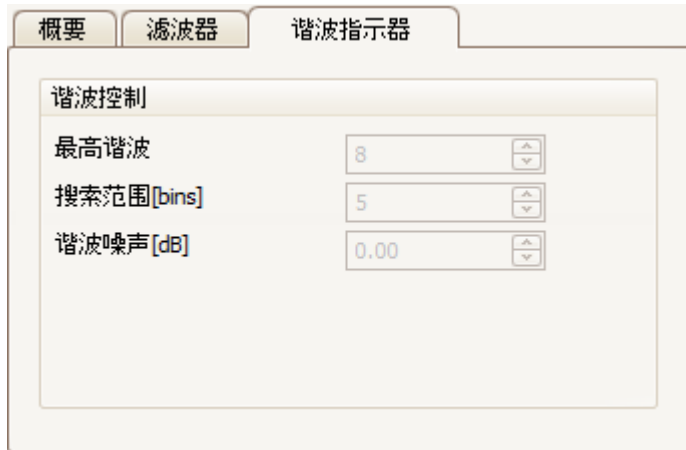 概要 滤波器 谐波指示器
谐波控制
最高谐波 8
搜索范围[bins] 5
谐波噪声[dB] 0.00